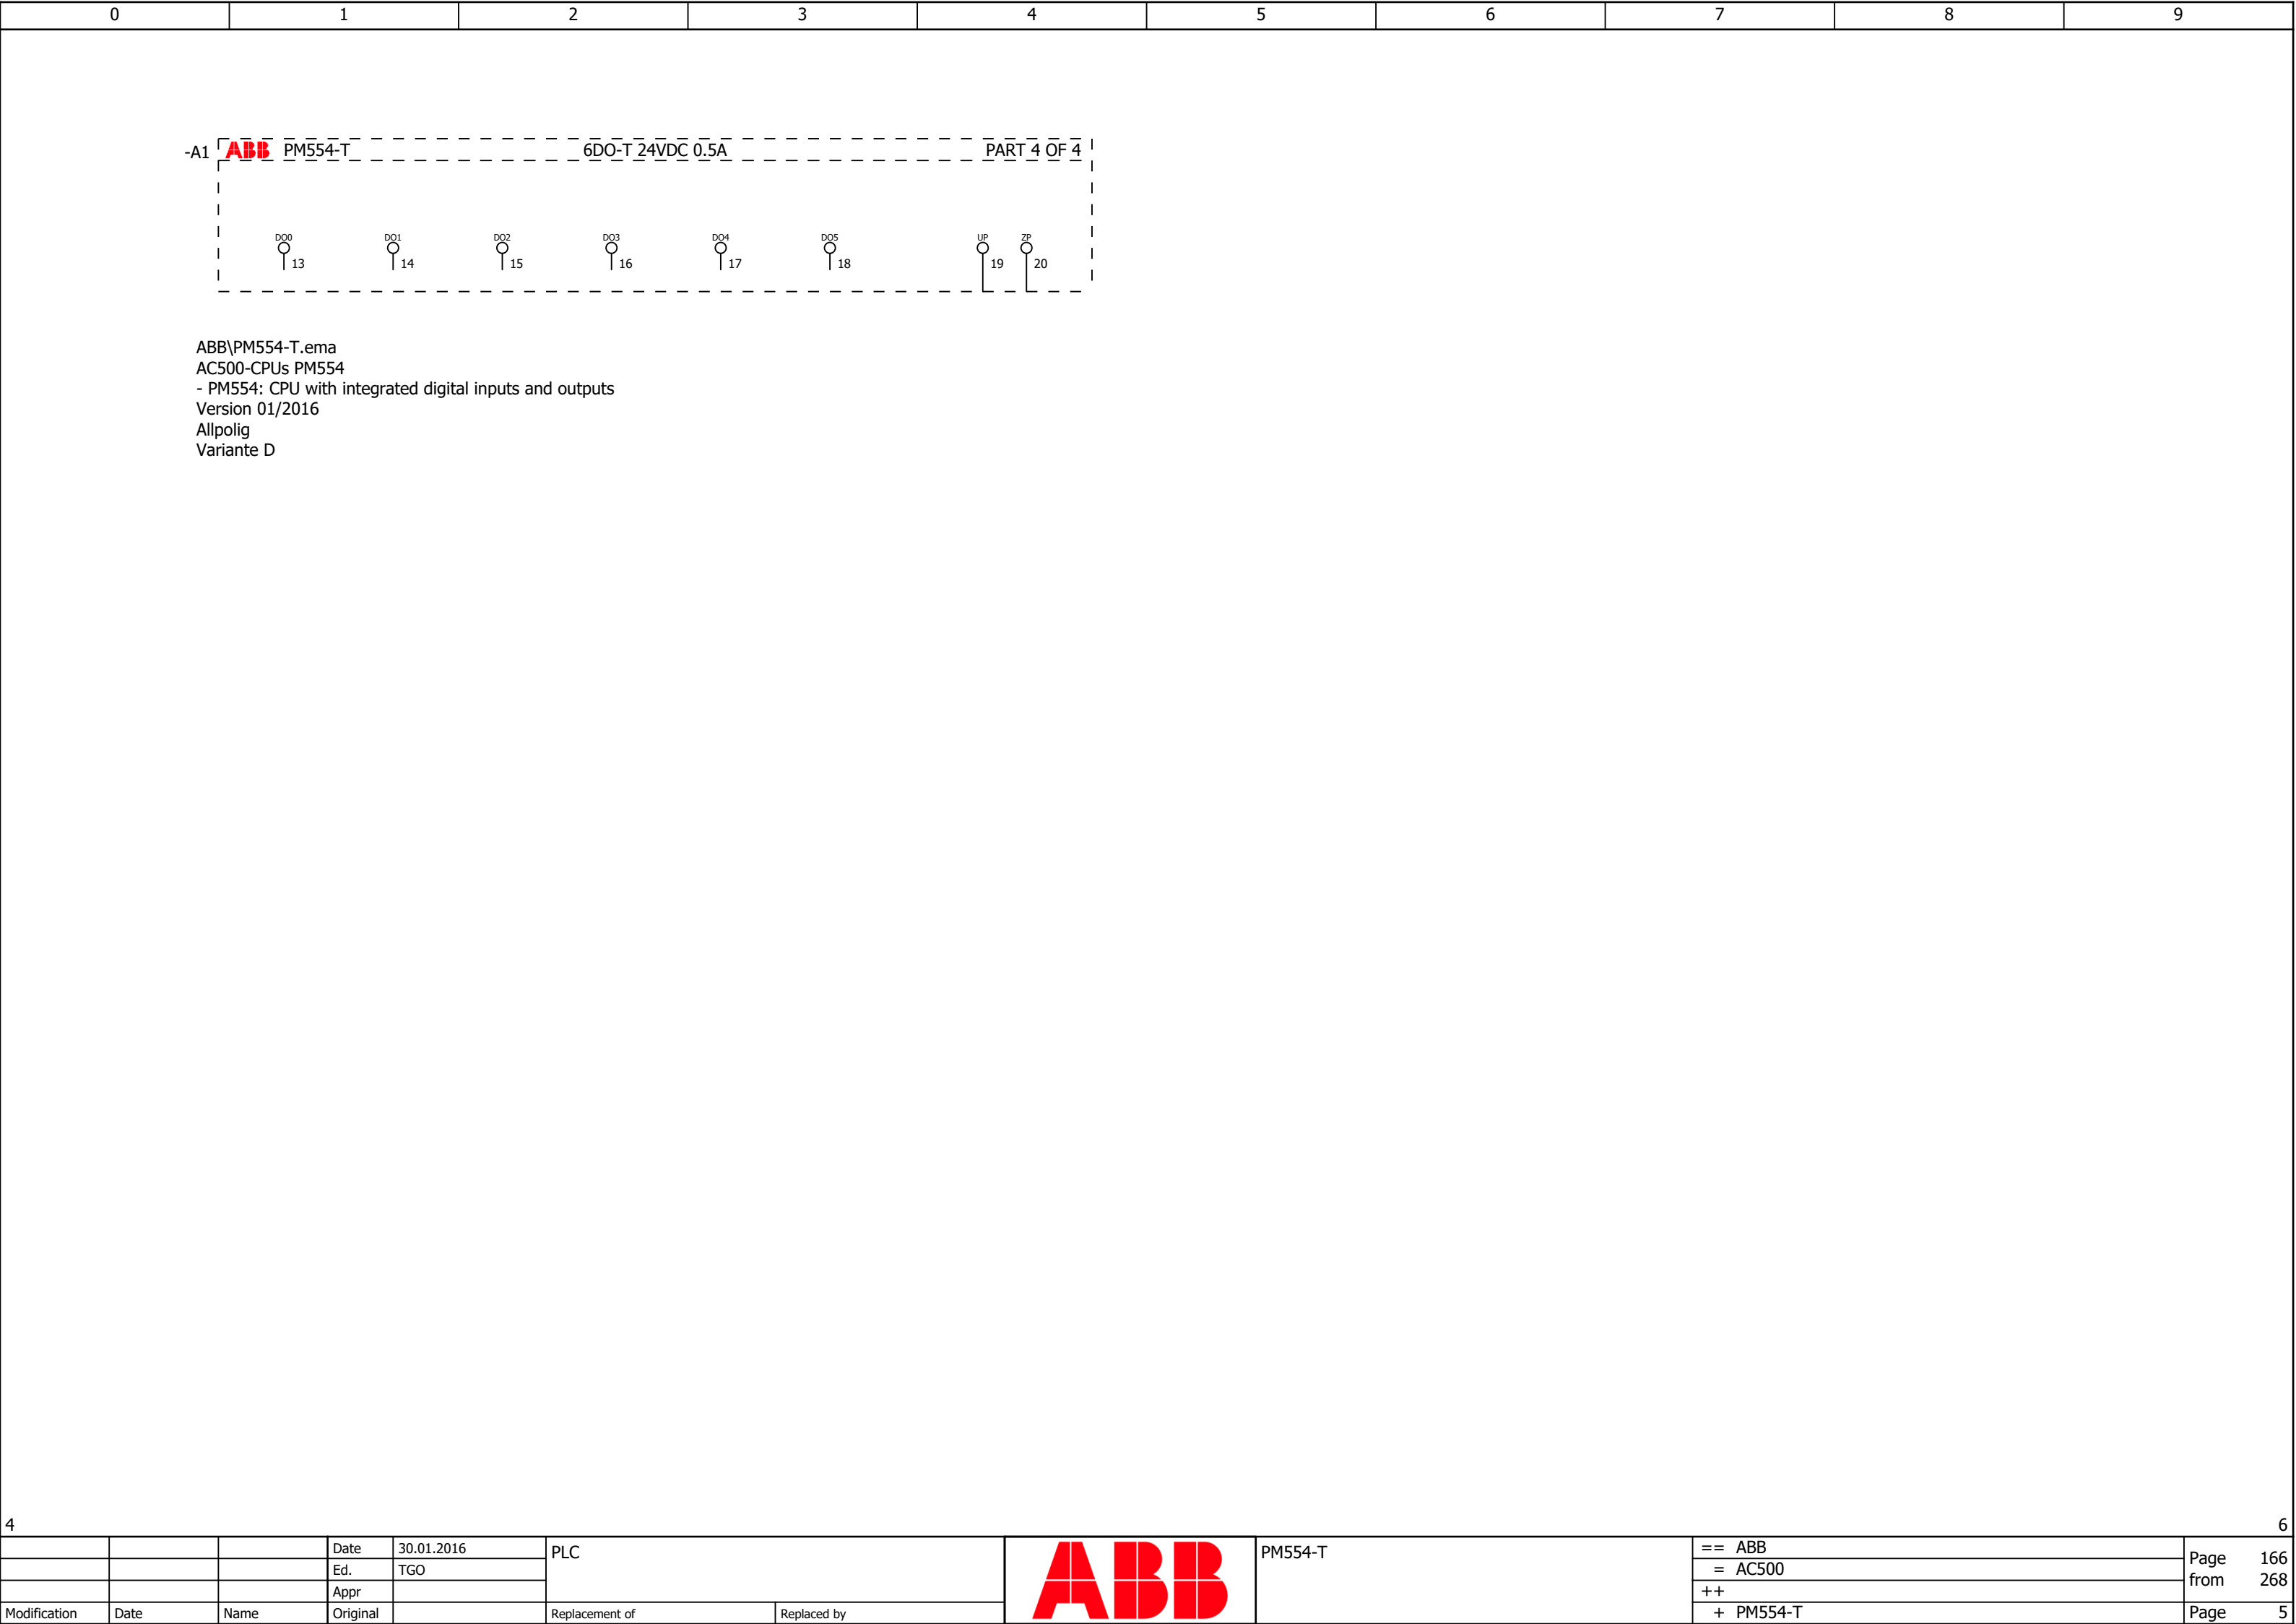 0 1 2 3 4 5 6 7 8 9
-A1 ABB PM554-T 6DO-T 24VDC 0.5A PART 4 OF 4
DO0 DO1 DO2 DO3 DO4 DO5 UP ZP
13 14 15 16 17 18 19 20
ABB\PM554-T.ema
AC500-CPUs PM554
- PM554: CPU with integrated digital inputs and outputs
Version 01/2016
Allpolig
Variante D
4 6
Date 30.01.2016 PLC ABB PM554-T == ABB Page 166
Ed. TGO = AC500 from 268
Appr ++
Modification Date Name Original Replacement of Replaced by + PM554-T Page 5